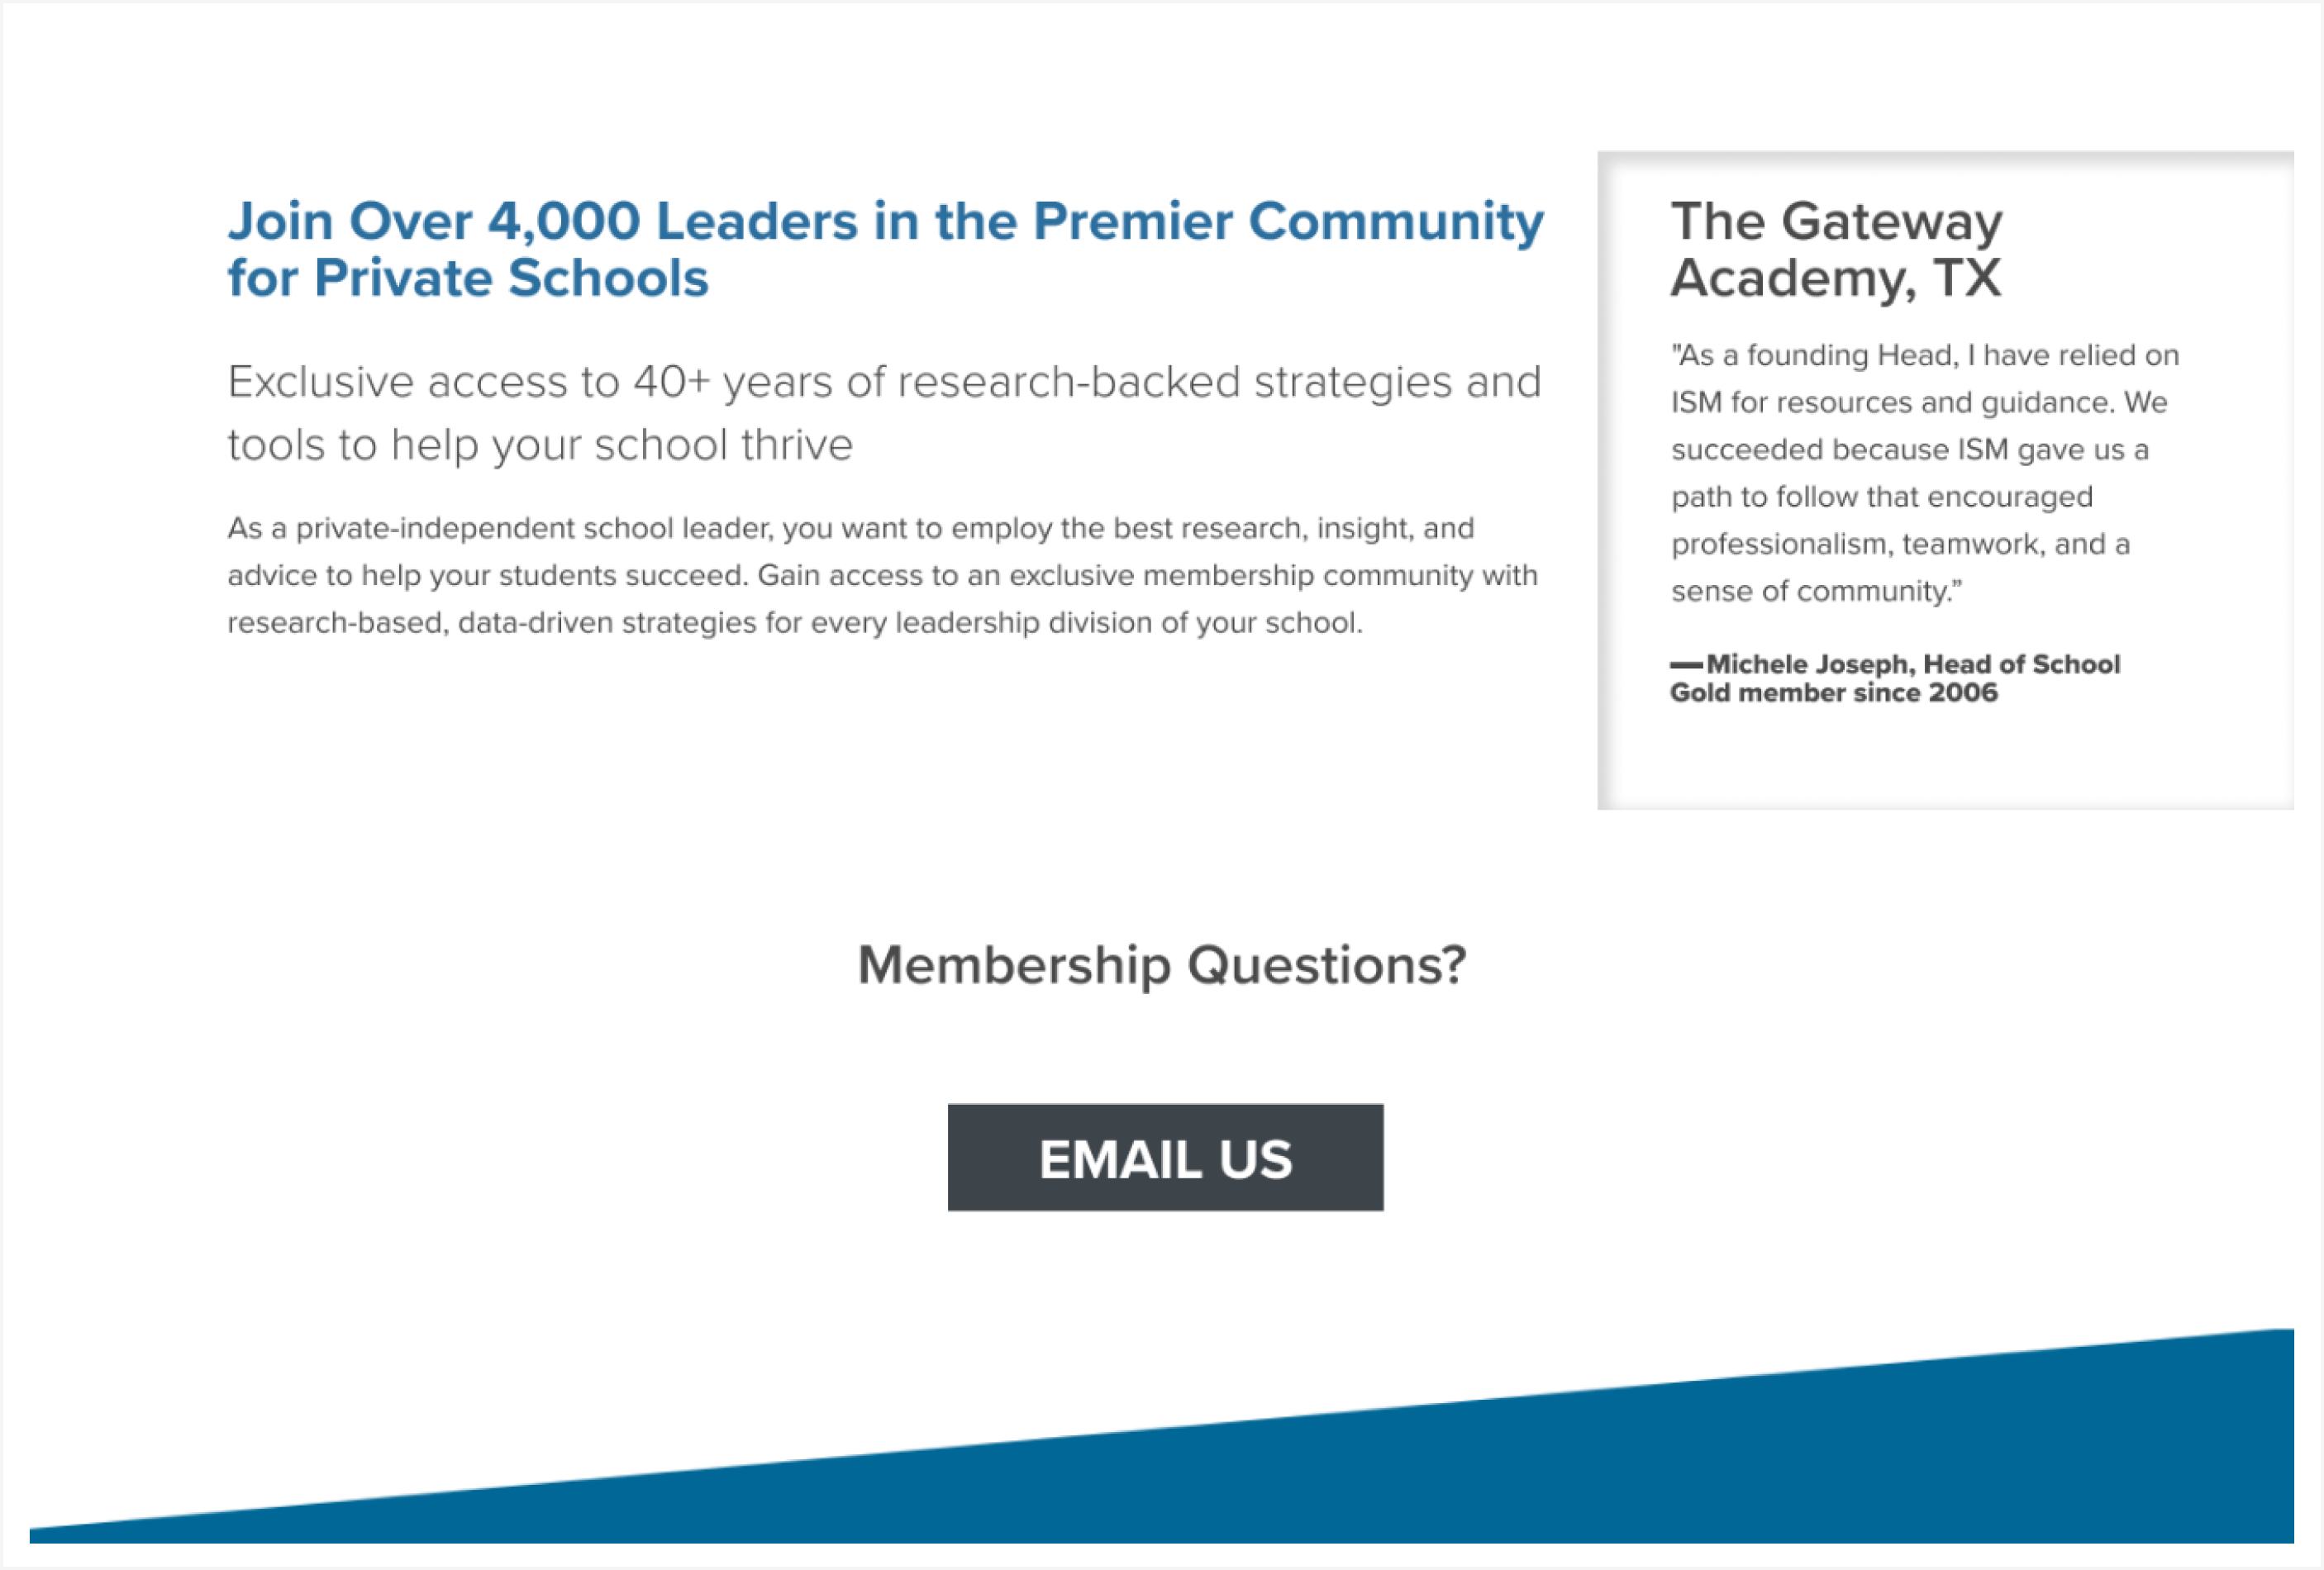 Join Over 4,000 Leaders in the Premier Community
for Private Schools
Exclusive access to 40+ years of research-backed strategies and
tools to help your school thrive
As a private-independent school leader, you want to employ the best research, insight, and
advice to help your students succeed. Gain access to an exclusive membership community with
research-based, data-driven strategies for every leadership division of your school.
The Gateway
Academy, TX
"As a founding Head, I have relied on
ISM for resources and guidance. We
succeeded because ISM gave us a
path to follow that encouraged
professionalism, teamwork, and a
sense of community.”
—Michele Joseph, Head of School
Gold member since 2006
Membership Questions?
EMAIL US